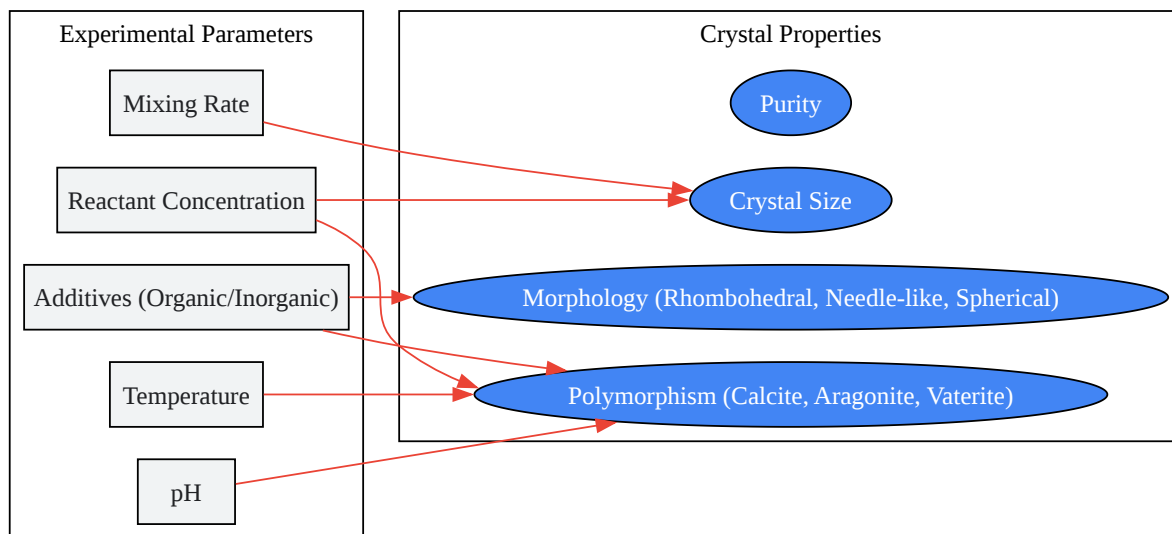 Experimental Parameters
Mixing Rate
Reactant Concentration
Additives (Organic/Inorganic)
Temperature
pH
Crystal Properties
Purity
Crystal Size
Morphology (Rhombohedral, Needle-like, Spherical)
Polymorphism (Calcite, Aragonite, Vaterite)